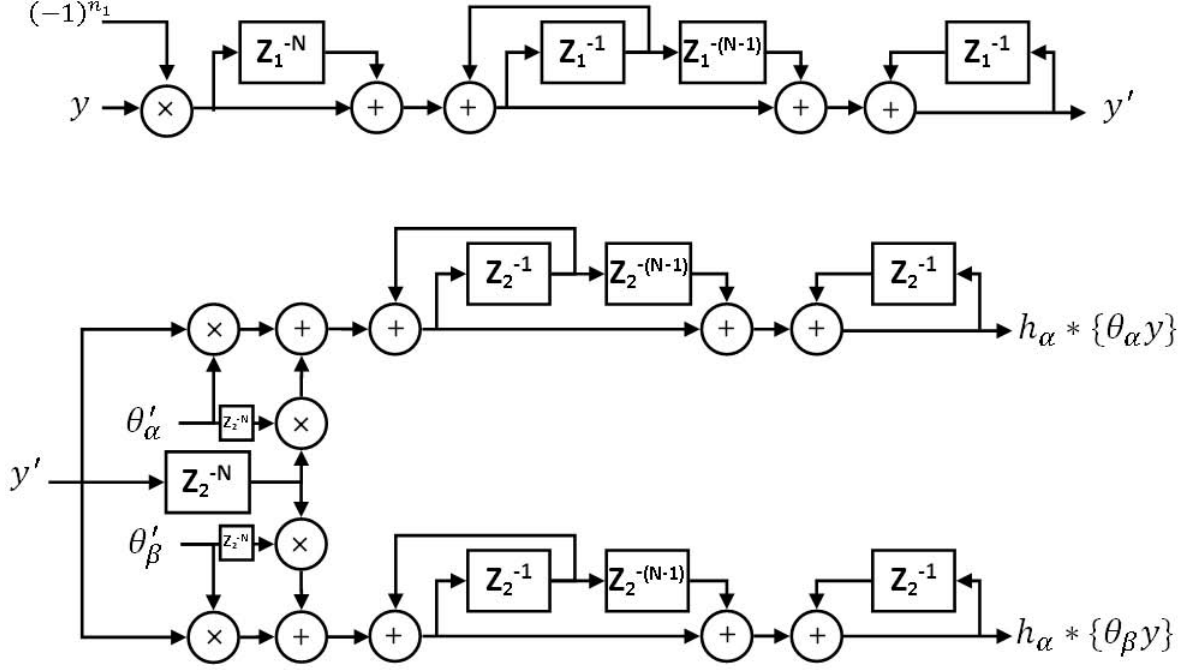 (−1)^{n_1}
Z_1^{-N} Z_1^{-1} Z_1^{-(N-1)} Z_1^{-1}
y × + + + + y′
Z_2^{-1} Z_2^{-(N-1)} Z_2^{-1}
× + + + + h_α ∗ {θ_α y}
θ′_α Z_2^{-N} ×
y′ Z_2^{-N}
θ′_β Z_2^{-N} ×
Z_2^{-1} Z_2^{-(N-1)} Z_2^{-1}
× + + + + h_α ∗ {θ_β y}